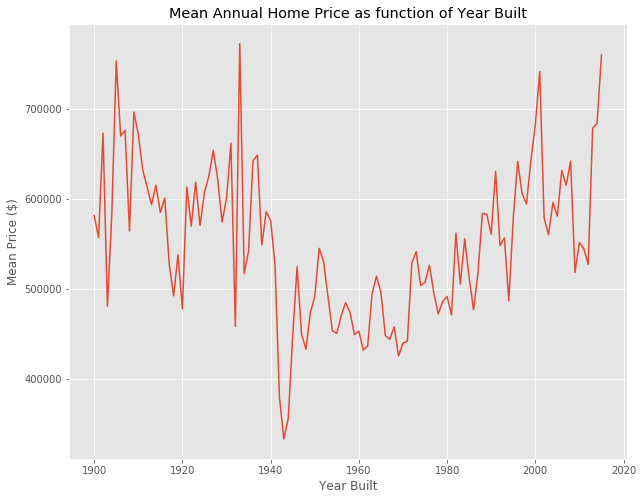 Mean Annual Home Price as function of Year Built
700000
600000
500000
400000
Mean Price ($)
1900 1920 1940 1960 1980 2000 2020
Year Built